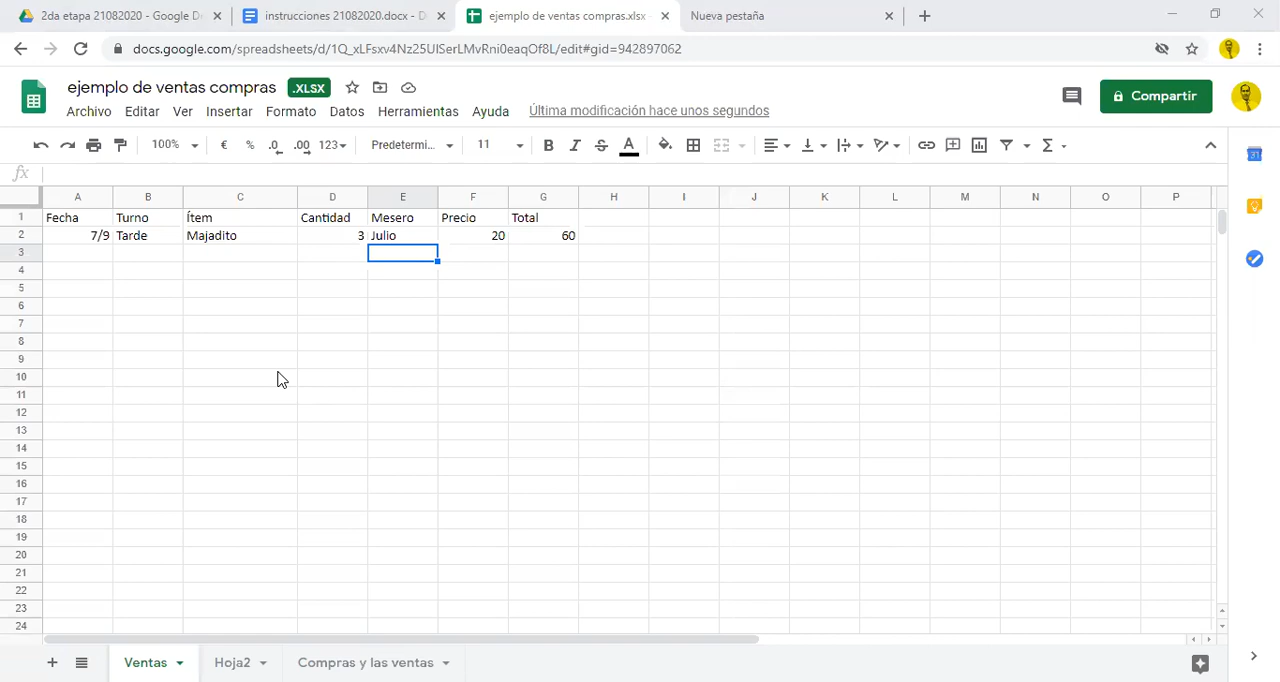 2da etapa 21082020 - Google Dr
instrucciones 21082020.docx - D
ejemplo de ventas compras.xlsx -
Nueva pestaña
docs.google.com/spreadsheets/d/1Q_xLFsxv4Nz25UISerLMvRni0eaqOf8L/edit#gid=942897062
ejemplo de ventas compras .XLSX
Compartir
Archivo Editar Ver Insertar Formato Datos Herramientas Ayuda Última modificación hace unos segundos
100% € % .0 .00 123 Predetermi... 11 B I S A Σ
fx
A B C D E F G H I J K L M N O P
1 Fecha Turno Ítem Cantidad Mesero Precio Total
2 7/9 Tarde Majadito 3 Julio 20 60
3
4
5
6
7
8
9
10
11
12
13
14
15
16
17
18
19
20
21
22
23
24
Ventas Hoja2 Compras y las ventas
31